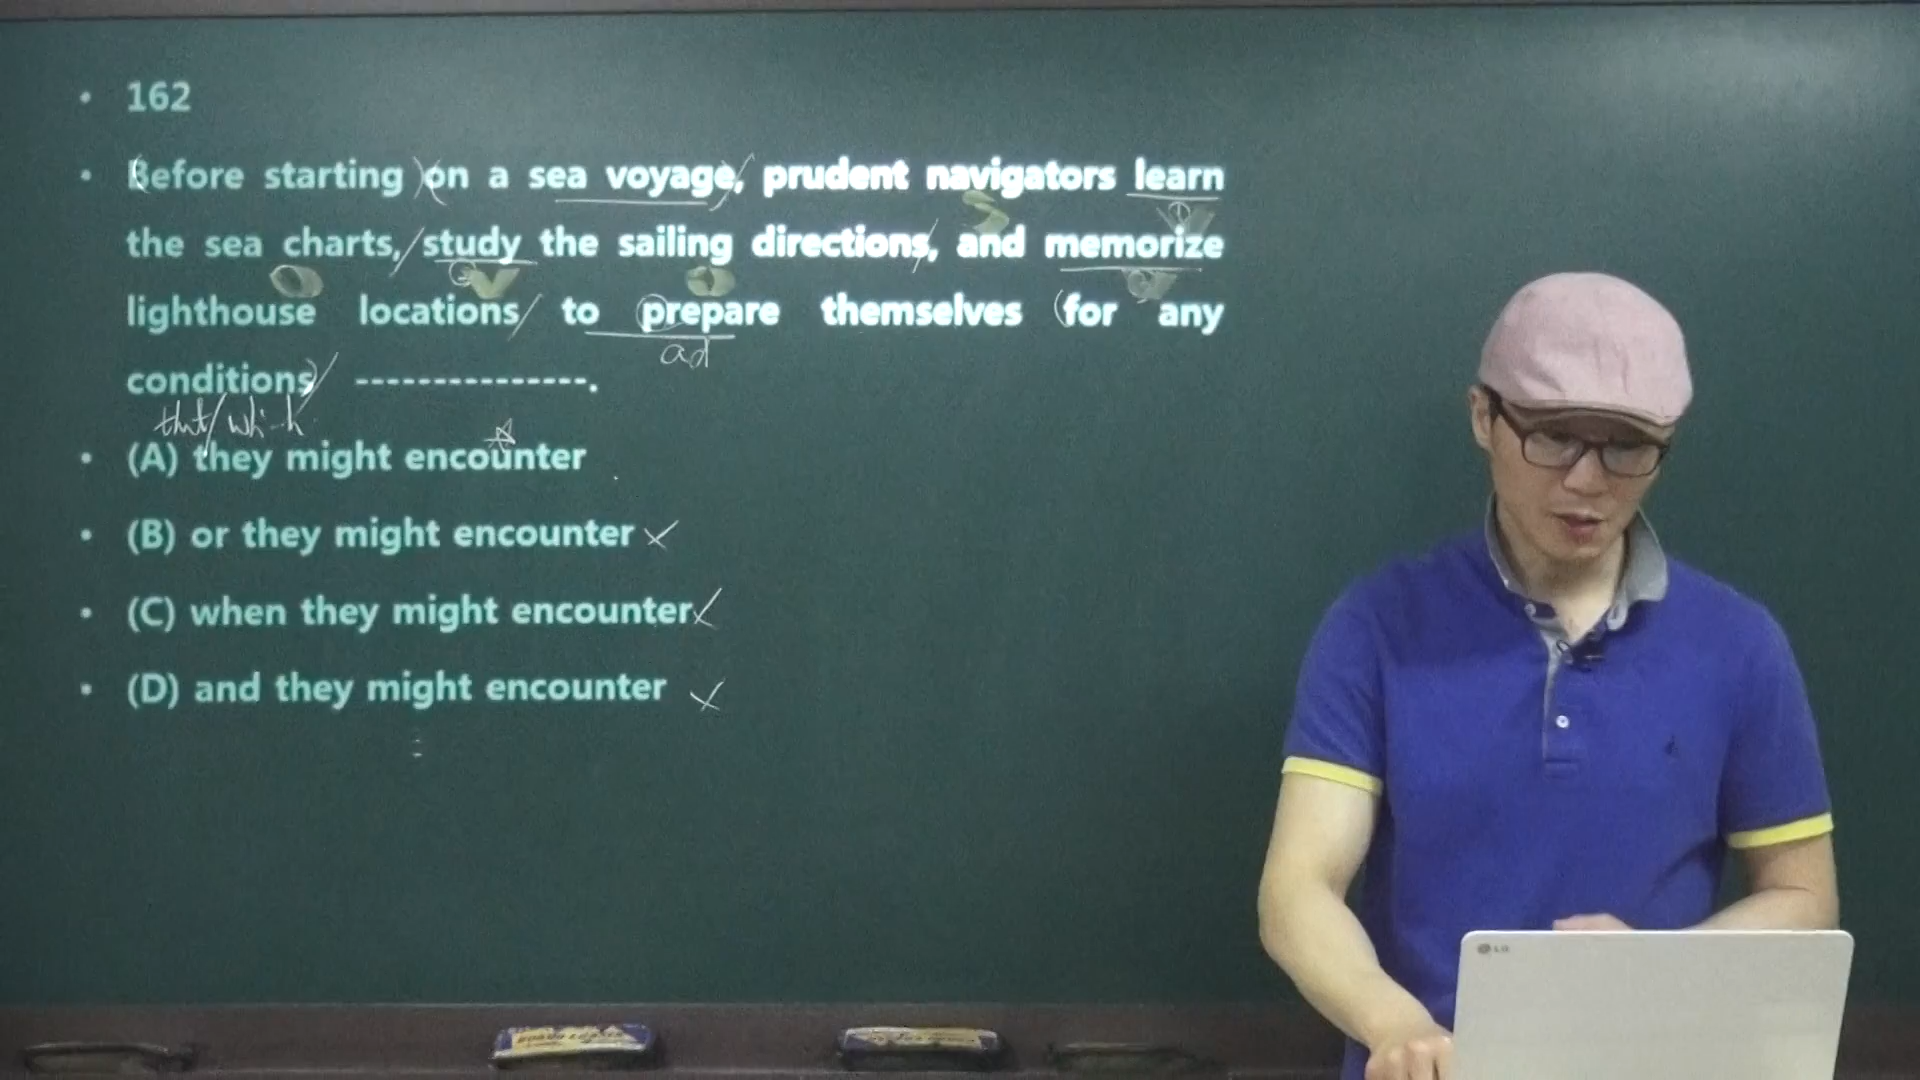 162
Before starting on a sea voyage, prudent navigators learn
the sea charts, study the sailing directions, and memorize
lighthouse locations to prepare themselves for any
ad
conditions ---------------.
that/which
(A) they might encounter
(B) or they might encounter
(C) when they might encounter
(D) and they might encounter
LG